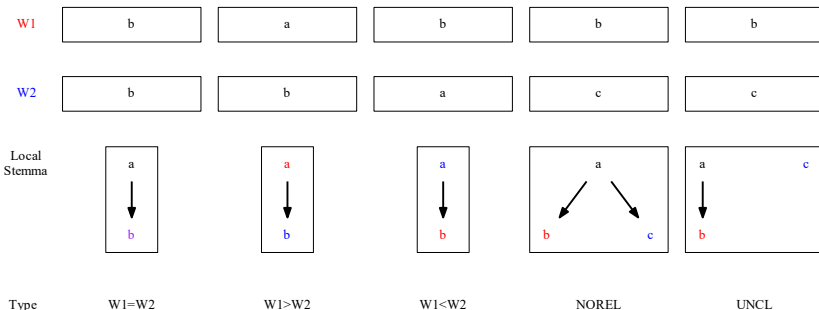 W1 b a b b b
W2 b b a c c
Local
Stemma
a a a a a c
b b b b c b
Type W1=W2 W1>W2 W1<W2 NOREL UNCL